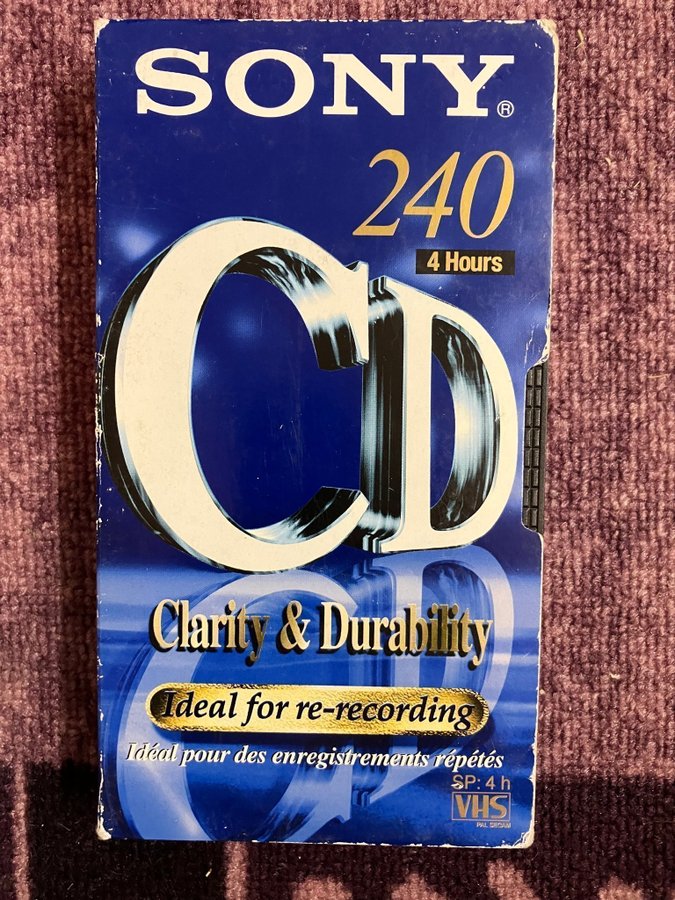 SONY®
240
4 Hours
CD
Clarity & Durability
Ideal for re-recording
Idéal pour des enregistrements répétés
SP: 4 h
VHS
PAL SECAM